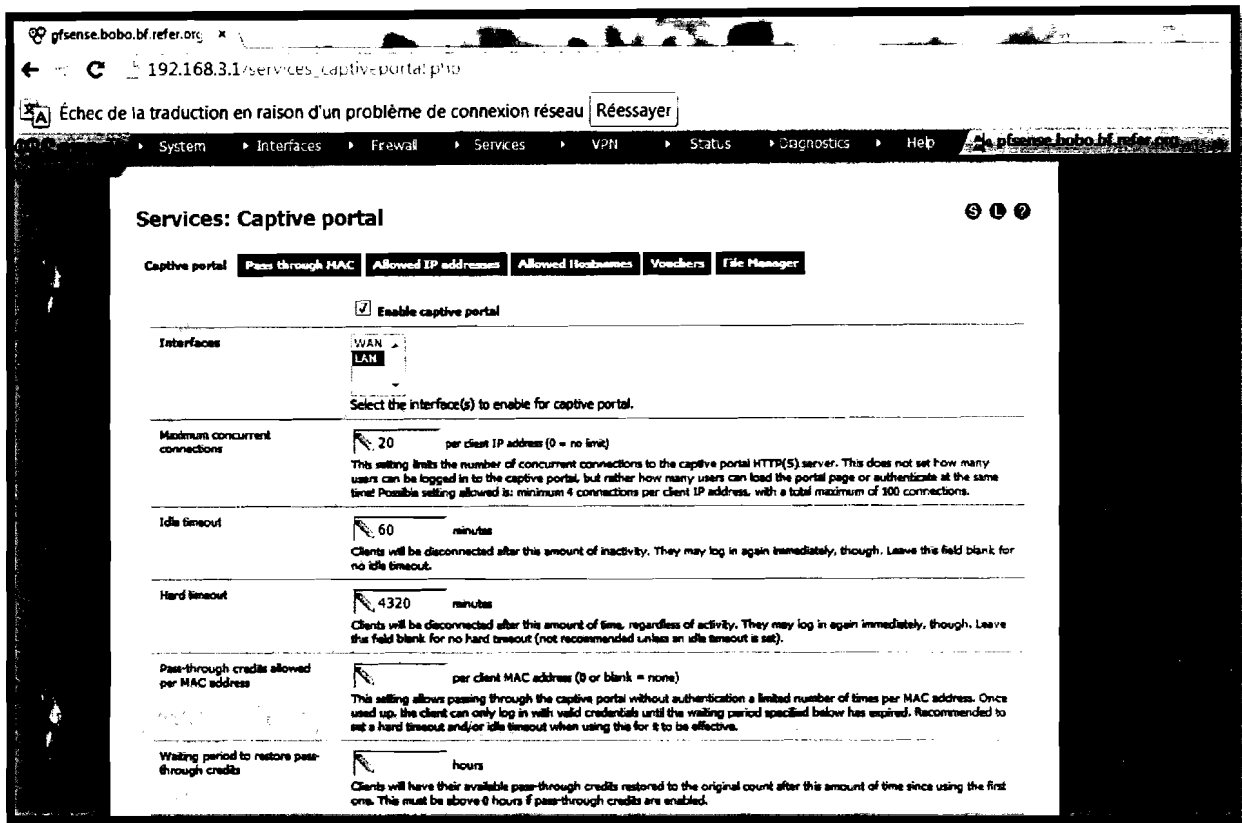 pfsense.bobo.bf.refer.org ×
192.168.3.1/services_captiveportal.php
Échec de la traduction en raison d'un problème de connexion réseau Réessayer
System Interfaces Firewall Services VPN Status Diagnostics Help pfsense.bobo.bf.refer.org
Services: Captive portal
Captive portal Pass through MAC Allowed IP addresses Allowed Hostnames Vouchers File Manager
Enable captive portal
Interfaces
WAN
LAN
Select the interface(s) to enable for captive portal.
Maximum concurrent
connections
20 per client IP address (0 = no limit)
This setting limits the number of concurrent connections to the captive portal HTTP(S) server. This does not set how many
users can be logged in to the captive portal, but rather how many users can load the portal page or authenticate at the same
time! Possible setting allowed is: minimum 4 connections per client IP address, with a total maximum of 100 connections.
Idle timeout
60 minutes
Clients will be disconnected after this amount of inactivity. They may log in again immediately, though. Leave this field blank for
no idle timeout.
Hard timeout
4320 minutes
Clients will be disconnected after this amount of time, regardless of activity. They may log in again immediately, though. Leave
this field blank for no hard timeout (not recommended unless an idle timeout is set).
Pass-through credits allowed
per MAC address
per client MAC address (0 or blank = none)
This setting allows passing through the captive portal without authentication a limited number of times per MAC address. Once
used up, the client can only log in with valid credentials until the waiting period specified below has expired. Recommended to
set a hard timeout and/or idle timeout when using this for it to be effective.
Waiting period to restore pass-
through credits
hours
Clients will have their available pass-through credits restored to the original count after this amount of time since using the first
one. This must be above 0 hours if pass-through credits are enabled.